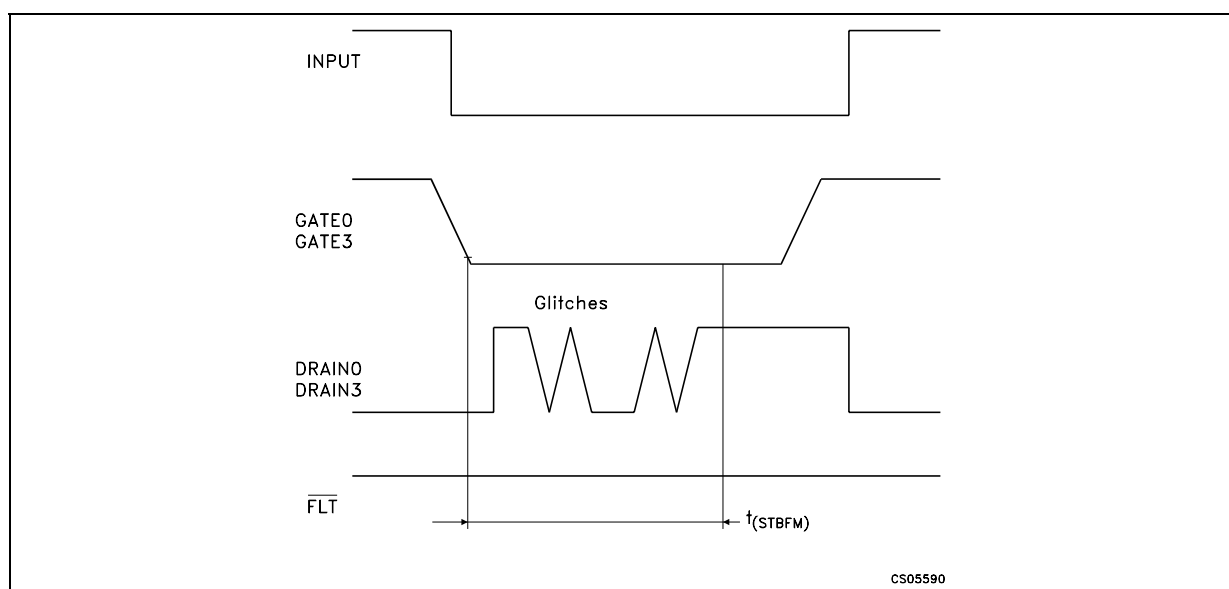 INPUT
GATE0
GATE3
Glitches
DRAIN0
DRAIN3
FLT
t(STBFM)
CS05590